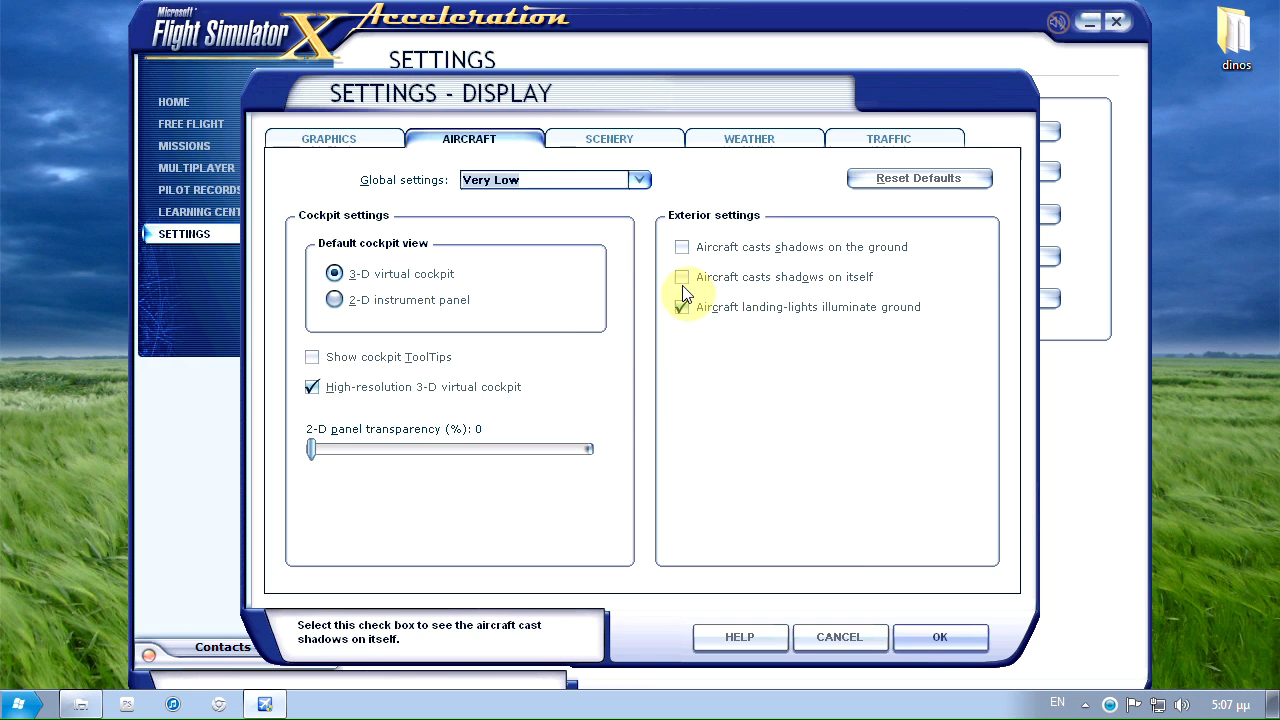 Microsoft
Flight Simulator X Acceleration
dinos
SETTINGS
SETTINGS - DISPLAY
HOME
FREE FLIGHT
MISSIONS
MULTIPLAYER
PILOT RECORDS
LEARNING CENT
SETTINGS
GRAPHICS
AIRCRAFT
SCENERY
WEATHER
TRAFFIC
Global settings:
Very Low
Reset Defaults
Cockpit settings
Default cockpit view
3-D virtual cockpit
2-D instrument panel
Show cockpit ToolTips
High-resolution 3-D virtual cockpit
2-D panel transparency (%): 0
Exterior settings
Aircraft casts shadows on the ground
Aircraft casts shadows on itself
Aircraft landing-lights illuminate ground
Select this check box to see the aircraft cast
shadows on itself.
HELP
CANCEL
OK
Contacts
PS
EN
5:07 μμ